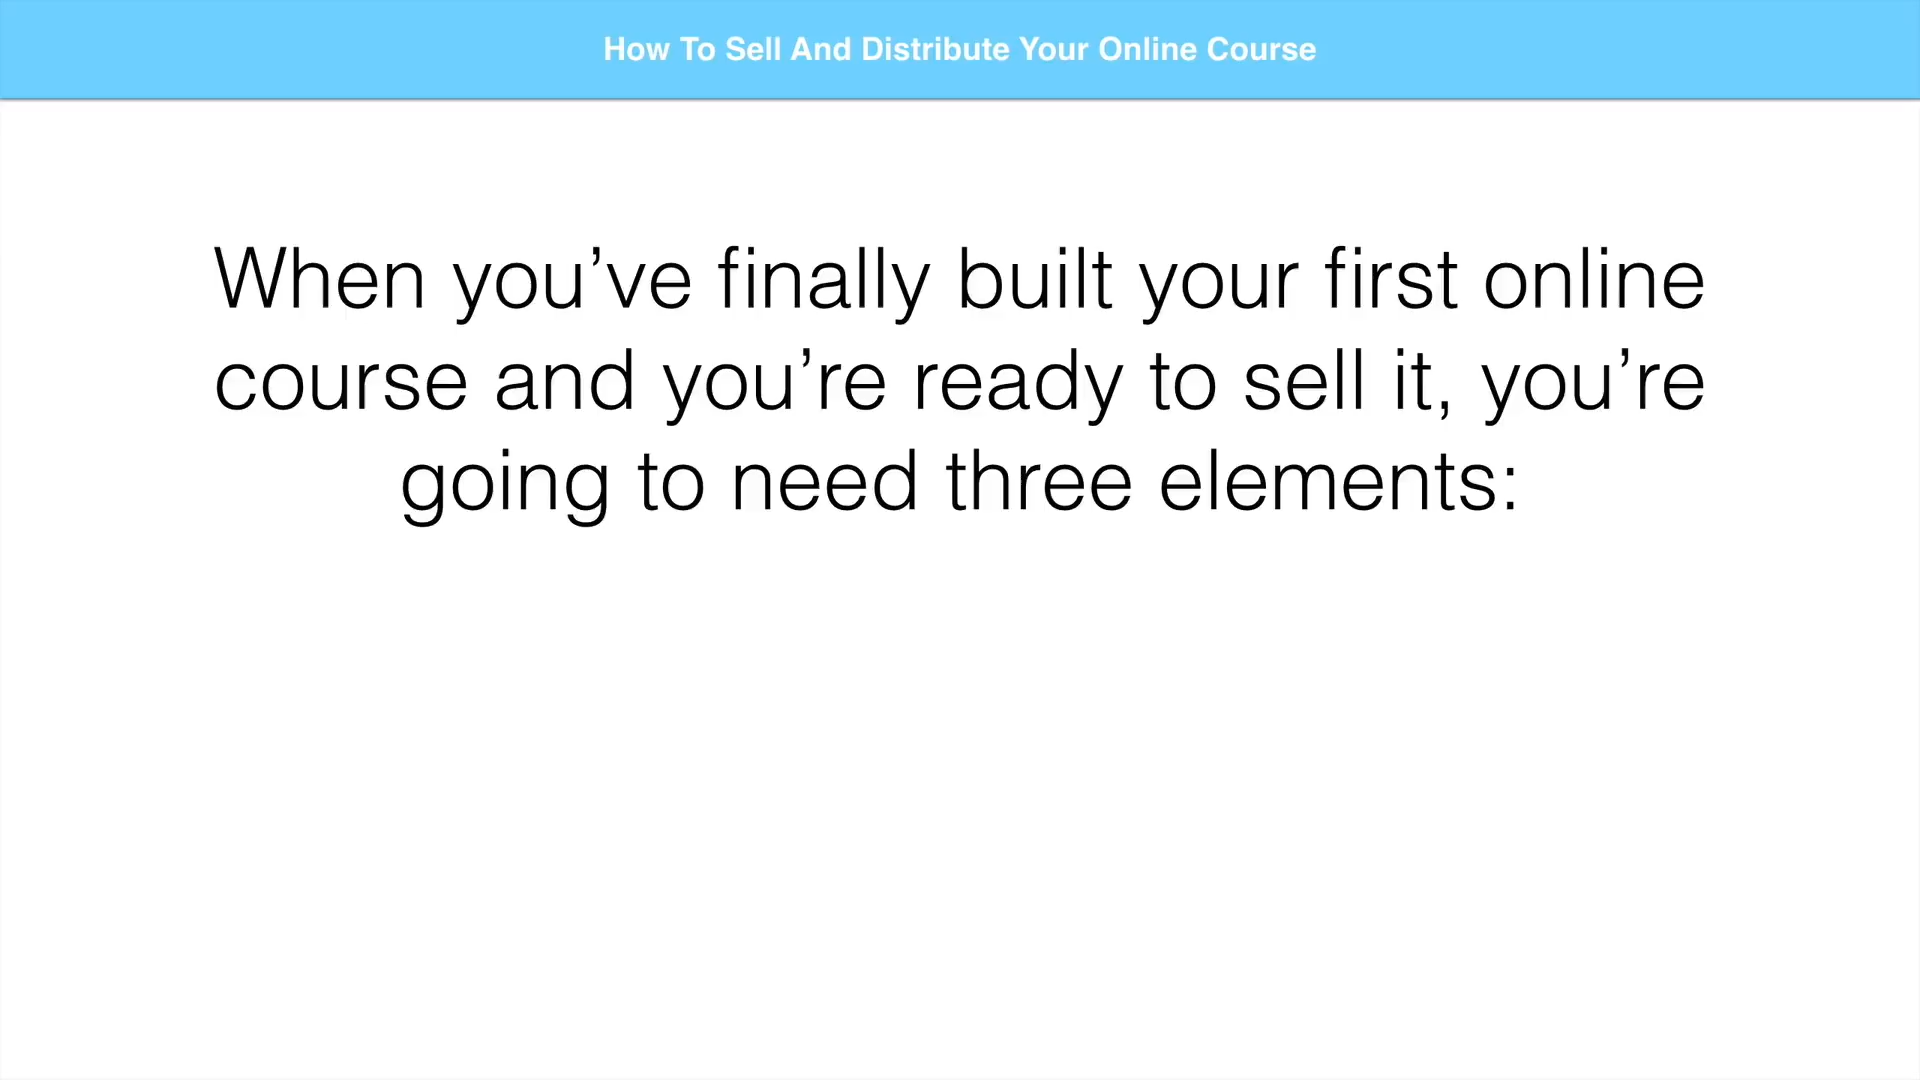 How To Sell And Distribute Your Online Course
When you’ve finally built your first online
course and you’re ready to sell it, you’re
going to need three elements: